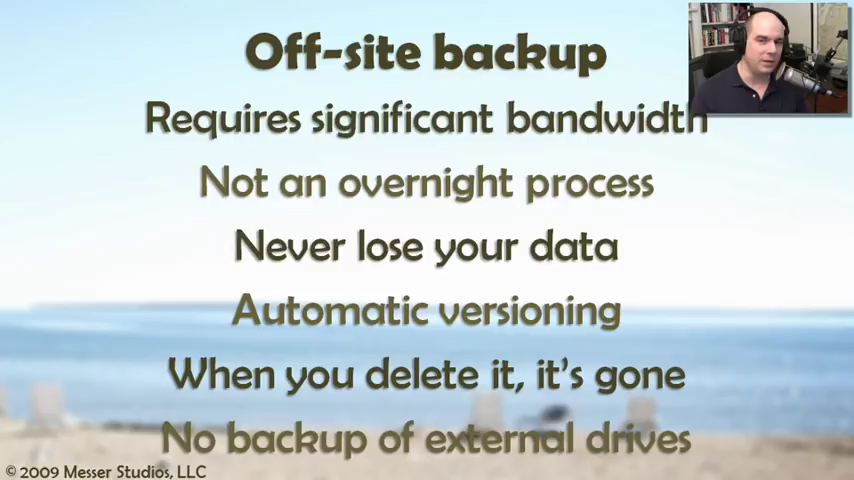 Off-site backup
Requires significant bandwidth
Not an overnight process
Never lose your data
Automatic versioning
When you delete it, it's gone
No backup of external drives
© 2009 Messer Studios, LLC